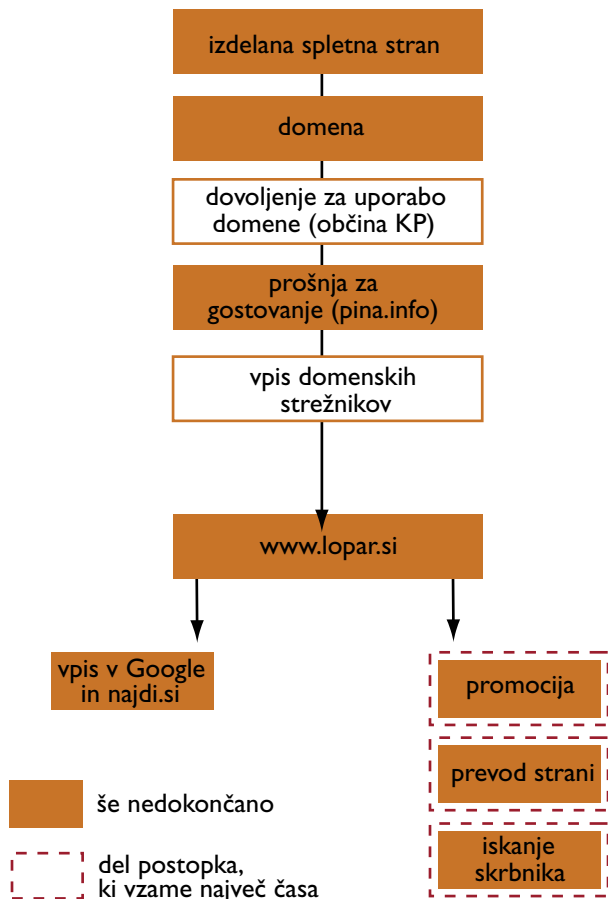 izdelana spletna stran
domena
dovoljenje za uporabo
domene (občina KP)
prošnja za
gostovanje (pina.info)
vpis domenskih
strežnikov
www.lopar.si
vpis v Google
in najdi.si
promocija
prevod strani
iskanje
skrbnika
še nedokončano
del postopka,
ki vzame največ časa